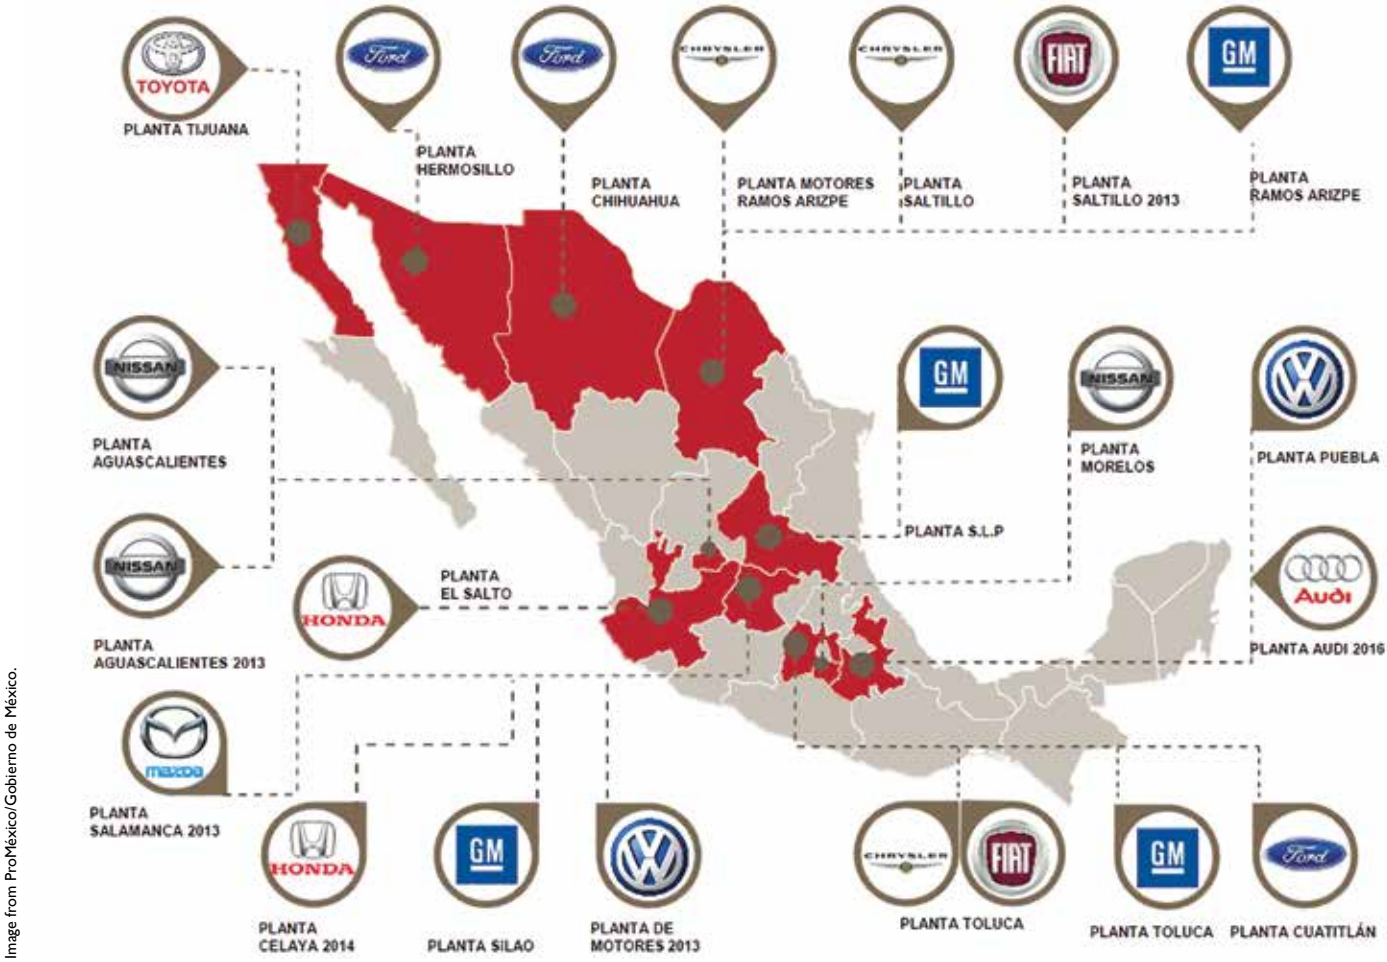 TOYOTA
PLANTA TIJUANA
Ford
PLANTA
HERMOSILLO
Ford
PLANTA
CHIHUAHUA
CHRYSLER
PLANTA MOTORES
RAMOS ARIZPE
CHRYSLER
PLANTA
SALTILLO
FIAT
PLANTA
SALTILLO 2013
GM
PLANTA
RAMOS ARIZPE
NISSAN
PLANTA
AGUASCALIENTES
GM
PLANTA S.L.P
NISSAN
PLANTA
MORELOS
VW
PLANTA PUEBLA
NISSAN
PLANTA
AGUASCALIENTES 2013
HONDA
PLANTA
EL SALTO
Audi
PLANTA AUDI 2016
mazda
PLANTA
SALAMANCA 2013
HONDA
PLANTA
CELAYA 2014
GM
PLANTA SILAO
VW
PLANTA DE
MOTORES 2013
CHRYSLER
FIAT
PLANTA TOLUCA
GM
PLANTA TOLUCA
Ford
PLANTA CUATITLÁN
Image from ProMéxico/Gobierno de México.